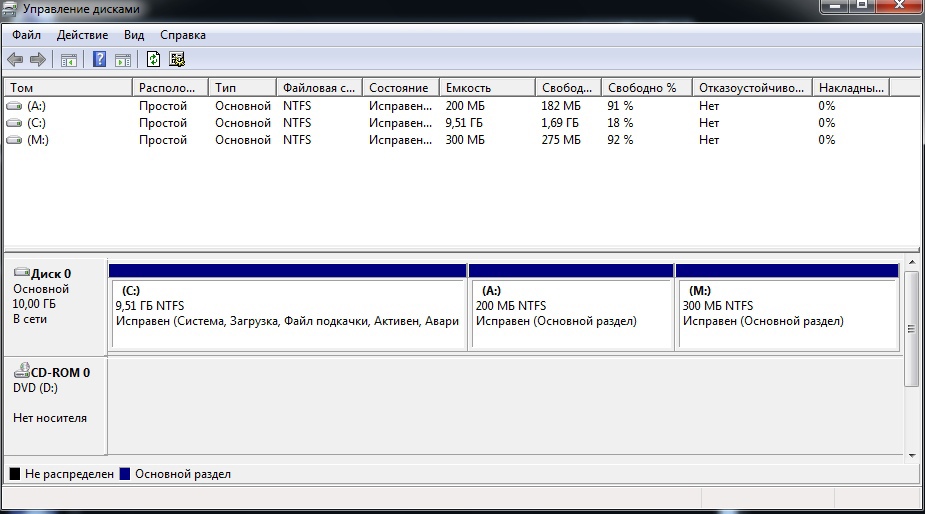 Управление дисками
Файл Действие Вид Справка
Том Располо... Тип Файловая с... Состояние Емкость Свобод... Свободно % Отказоустойчиво... Накладны...
(A:) Простой Основной NTFS Исправен... 200 МБ 182 МБ 91 % Нет 0%
(C:) Простой Основной NTFS Исправен... 9,51 ГБ 1,69 ГБ 18 % Нет 0%
(M:) Простой Основной NTFS Исправен... 300 МБ 275 МБ 92 % Нет 0%
Диск 0
Основной
10,00 ГБ
В сети
(C:)
9,51 ГБ NTFS
Исправен (Система, Загрузка, Файл подкачки, Активен, Авари
(A:)
200 МБ NTFS
Исправен (Основной раздел)
(M:)
300 МБ NTFS
Исправен (Основной раздел)
CD-ROM 0
DVD (D:)
Нет носителя
Не распределен Основной раздел